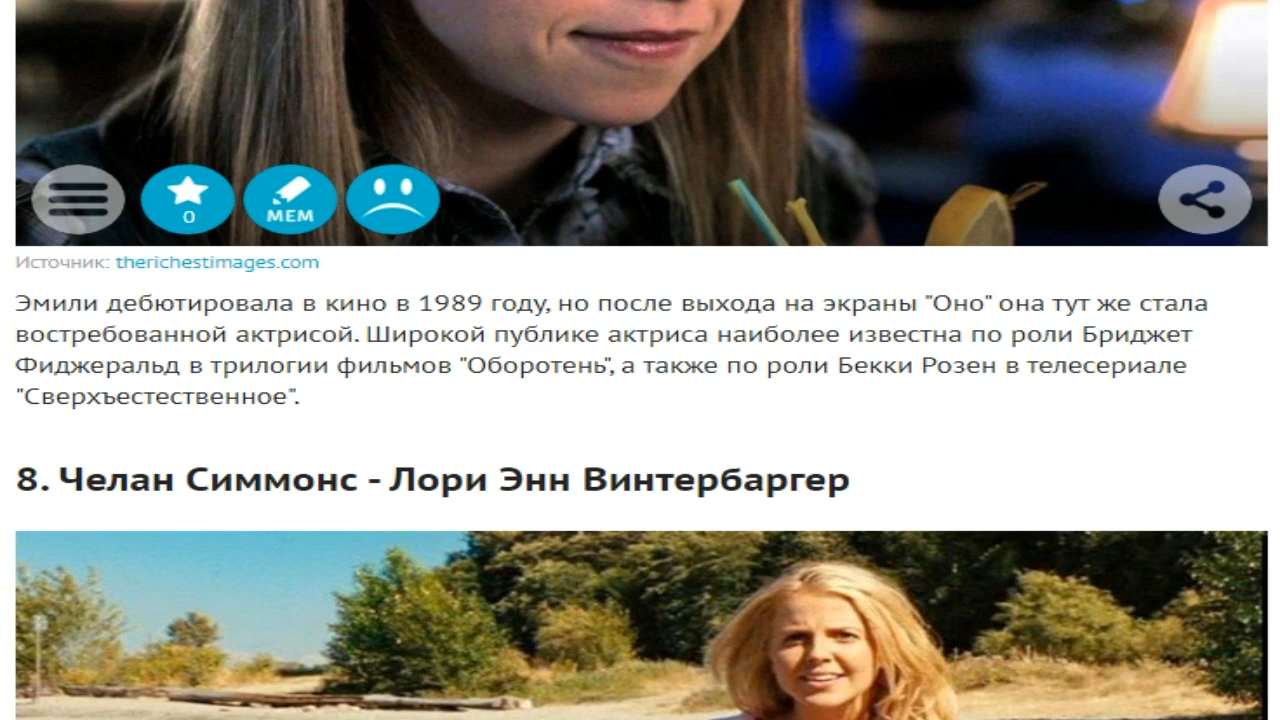 0
МЕМ
Источник: therichestimages.com
Эмили дебютировала в кино в 1989 году, но после выхода на экраны "Оно" она тут же стала
востребованной актрисой. Широкой публике актриса наиболее известна по роли Бриджет
Фиджеральд в трилогии фильмов "Оборотень", а также по роли Бекки Розен в телесериале
"Сверхъестественное".
8. Челан Симмонс - Лори Энн Винтербаргер